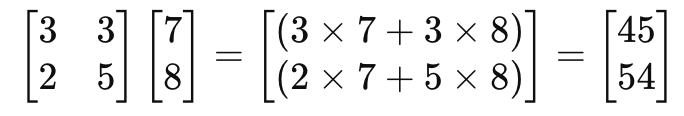 [3 3] [7] = [(3 × 7 + 3 × 8)] = [45]
[2 5] [8] [(2 × 7 + 5 × 8)] [54]